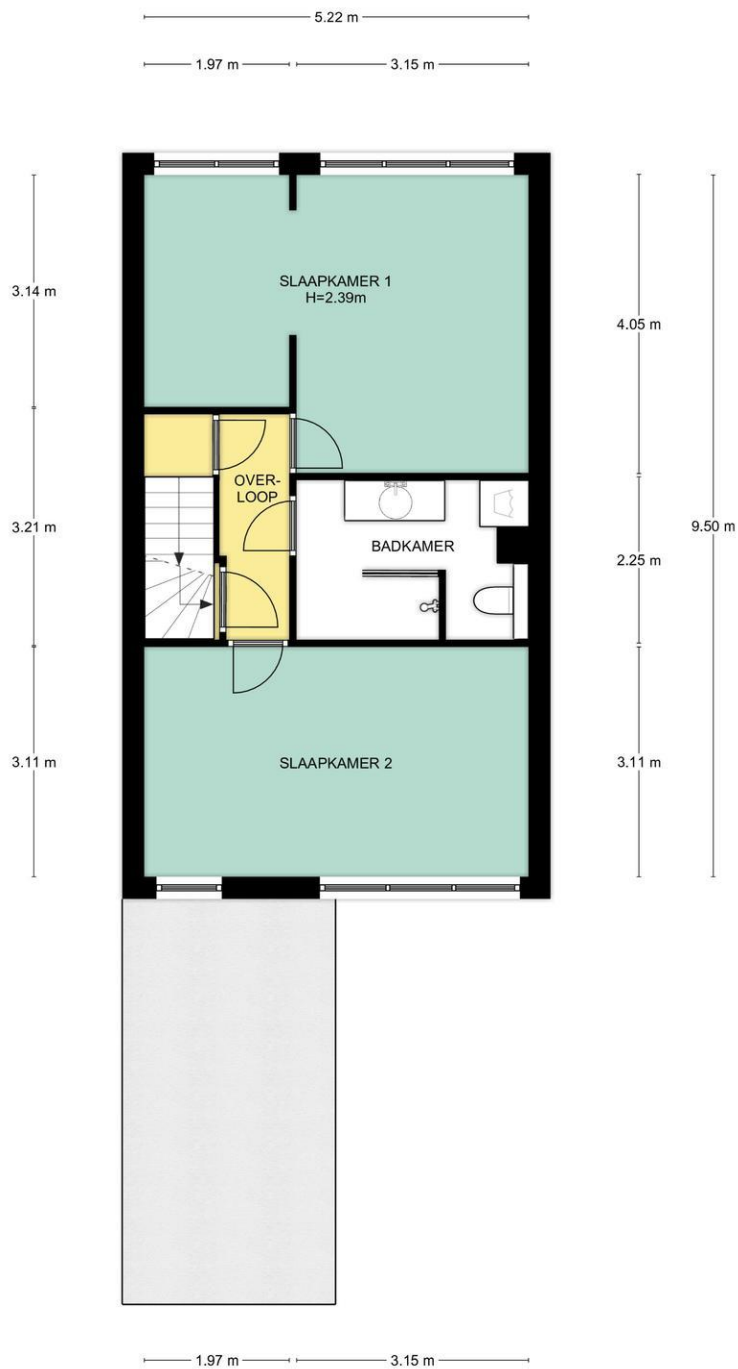 5.22 m
1.97 m
3.15 m
SLAAPKAMER 1
H=2.39m
3.14 m
4.05 m
OVER-
LOOP
3.21 m
BADKAMER
9.50 m
2.25 m
3.11 m
SLAAPKAMER 2
3.11 m
1.97 m
3.15 m